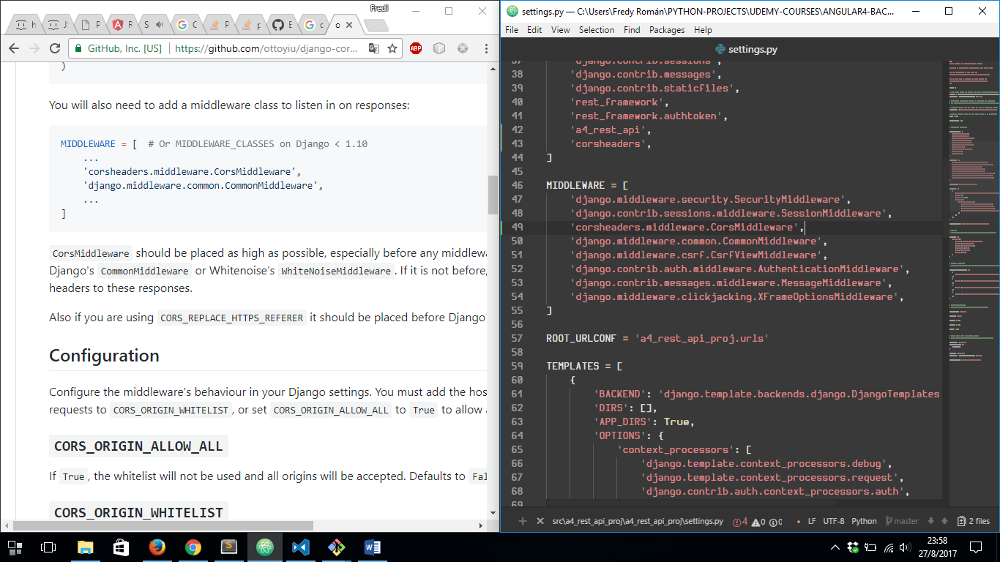 Fredi
h
J!
P
R
S
C
P
p
E
c
o
GitHub, Inc. [US]
https://github.com/ottoyiu/django-cor...
ABP
)
You will also need to add a middleware class to listen in on responses:
MIDDLEWARE = [  # Or MIDDLEWARE_CLASSES on Django < 1.10
...
'corsheaders.middleware.CorsMiddleware',
'django.middleware.common.CommonMiddleware',
...
]
CorsMiddleware should be placed as high as possible, especially before any middlewa
Django's CommonMiddleware or Whitenoise's WhiteNoiseMiddleware. If it is not before,
headers to these responses.
Also if you are using CORS_REPLACE_HTTPS_REFERER it should be placed before Django'
Configuration
Configure the middleware's behaviour in your Django settings. You must add the hos
requests to CORS_ORIGIN_WHITELIST, or set CORS_ORIGIN_ALLOW_ALL to True to allow
CORS_ORIGIN_ALLOW_ALL
If True, the whitelist will not be used and all origins will be accepted. Defaults to Fal
CORS_ORIGIN_WHITELIST
settings.py — C:\Users\Fredy Román\PYTHON-PROJECTS\UDEMY-COURSES\ANGULAR4-BAC...
File Edit View Selection Find Packages Help
settings.py
37 'django.contrib.sessions',
38 'django.contrib.messages',
39 'django.contrib.staticfiles',
40 'rest_framework',
41 'rest_framework.authtoken',
42 'a4_rest_api',
43 'corsheaders',
44 ]
45
46 MIDDLEWARE = [
47 'django.middleware.security.SecurityMiddleware',
48 'django.contrib.sessions.middleware.SessionMiddleware',
49 'corsheaders.middleware.CorsMiddleware',
50 'django.middleware.common.CommonMiddleware',
51 'django.middleware.csrf.CsrfViewMiddleware',
52 'django.contrib.auth.middleware.AuthenticationMiddleware',
53 'django.contrib.messages.middleware.MessageMiddleware',
54 'django.middleware.clickjacking.XFrameOptionsMiddleware',
55 ]
56
57 ROOT_URLCONF = 'a4_rest_api_proj.urls'
58
59 TEMPLATES = [
60 {
61 'BACKEND': 'django.template.backends.django.DjangoTemplates
62 'DIRS': [],
63 'APP_DIRS': True,
64 'OPTIONS': {
65 'context_processors': [
66 'django.template.context_processors.debug',
67 'django.template.context_processors.request',
68 'django.contrib.auth.context_processors.auth',
69
src\a4_rest_api_proj\a4_rest_api_proj\settings.py 4 0 0 LF UTF-8 Python master 2 files
23:58
27/8/2017